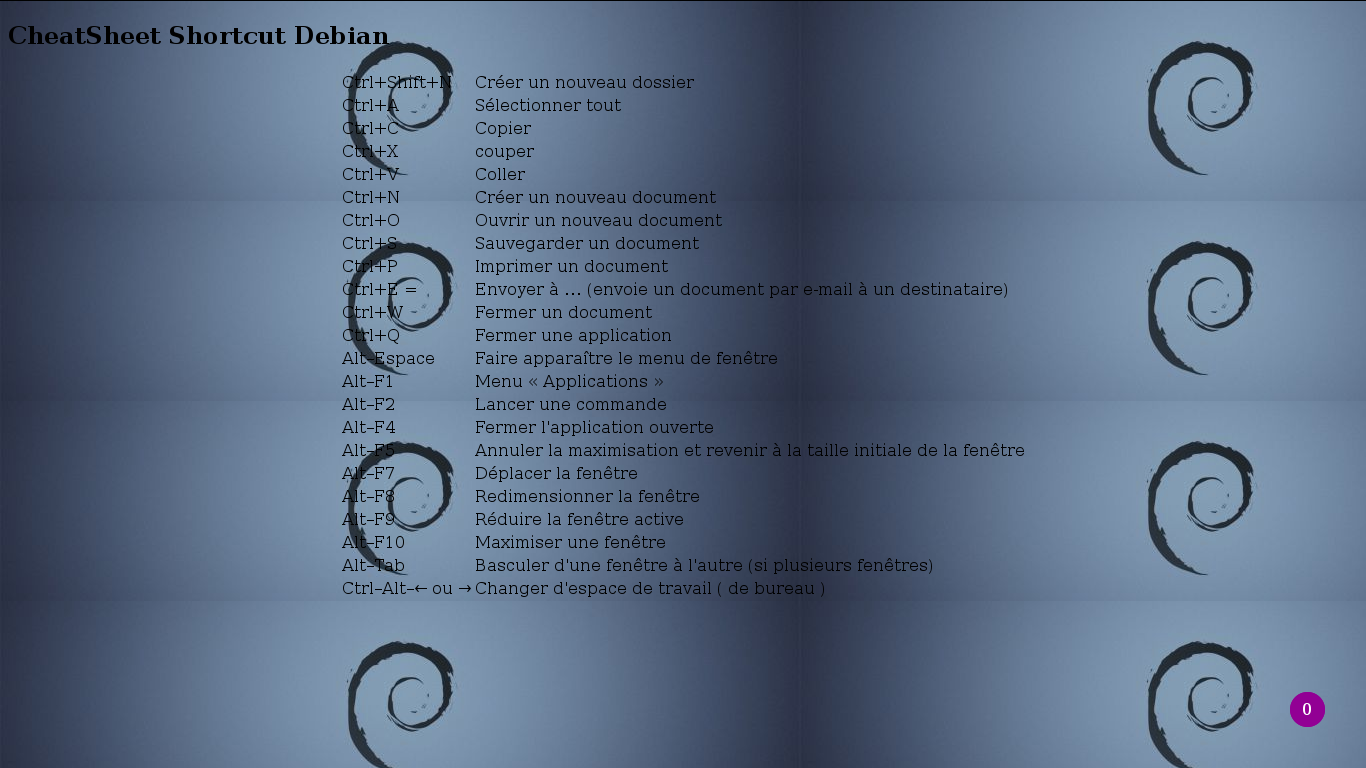 CheatSheet Shortcut Debian
Ctrl+Shift+N Créer un nouveau dossier
Ctrl+A Sélectionner tout
Ctrl+C Copier
Ctrl+X couper
Ctrl+V Coller
Ctrl+N Créer un nouveau document
Ctrl+O Ouvrir un nouveau document
Ctrl+S Sauvegarder un document
Ctrl+P Imprimer un document
Ctrl+E = Envoyer à ... (envoie un document par e-mail à un destinataire)
Ctrl+W Fermer un document
Ctrl+Q Fermer une application
Alt–Espace Faire apparaître le menu de fenêtre
Alt–F1 Menu « Applications »
Alt–F2 Lancer une commande
Alt–F4 Fermer l'application ouverte
Alt–F5 Annuler la maximisation et revenir à la taille initiale de la fenêtre
Alt–F7 Déplacer la fenêtre
Alt–F8 Redimensionner la fenêtre
Alt–F9 Réduire la fenêtre active
Alt–F10 Maximiser une fenêtre
Alt–Tab Basculer d'une fenêtre à l'autre (si plusieurs fenêtres)
Ctrl–Alt–← ou → Changer d'espace de travail ( de bureau )
0